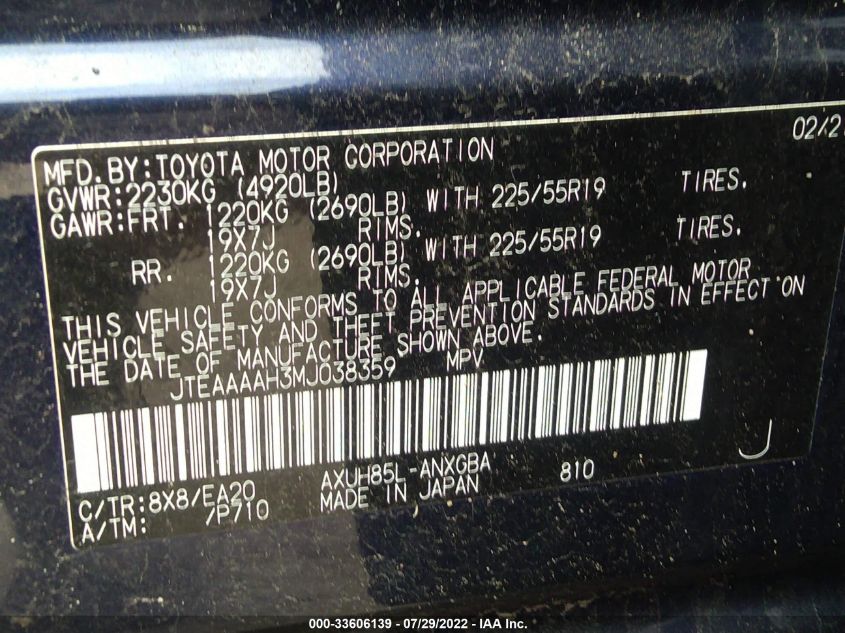 02/2
MFD.BY:TOYOTA MOTOR CORPORATION
GVWR:2230KG (4920LB)
GAWR:FRT. 1220KG (2690LB) WITH 225/55R19 TIRES.
19X7J RIMS.
RR. 1220KG (2690LB) WITH 225/55R19 TIRES.
19X7J RIMS.
THIS VEHICLE CONFORMS TO ALL APPLICABLE FEDERAL MOTOR
VEHICLE SAFETY AND THEFT PREVENTION STANDARDS IN EFFECT ON
THE DATE OF MANUFACTURE SHOWN ABOVE.
JTEAAAAH3MJ038359 MPV
C/TR:8X8/EA20 AXUH85L-ANXGBA 810
A/TM: /P710 MADE IN JAPAN
J
000-33606139 - 07/29/2022 - IAA Inc.